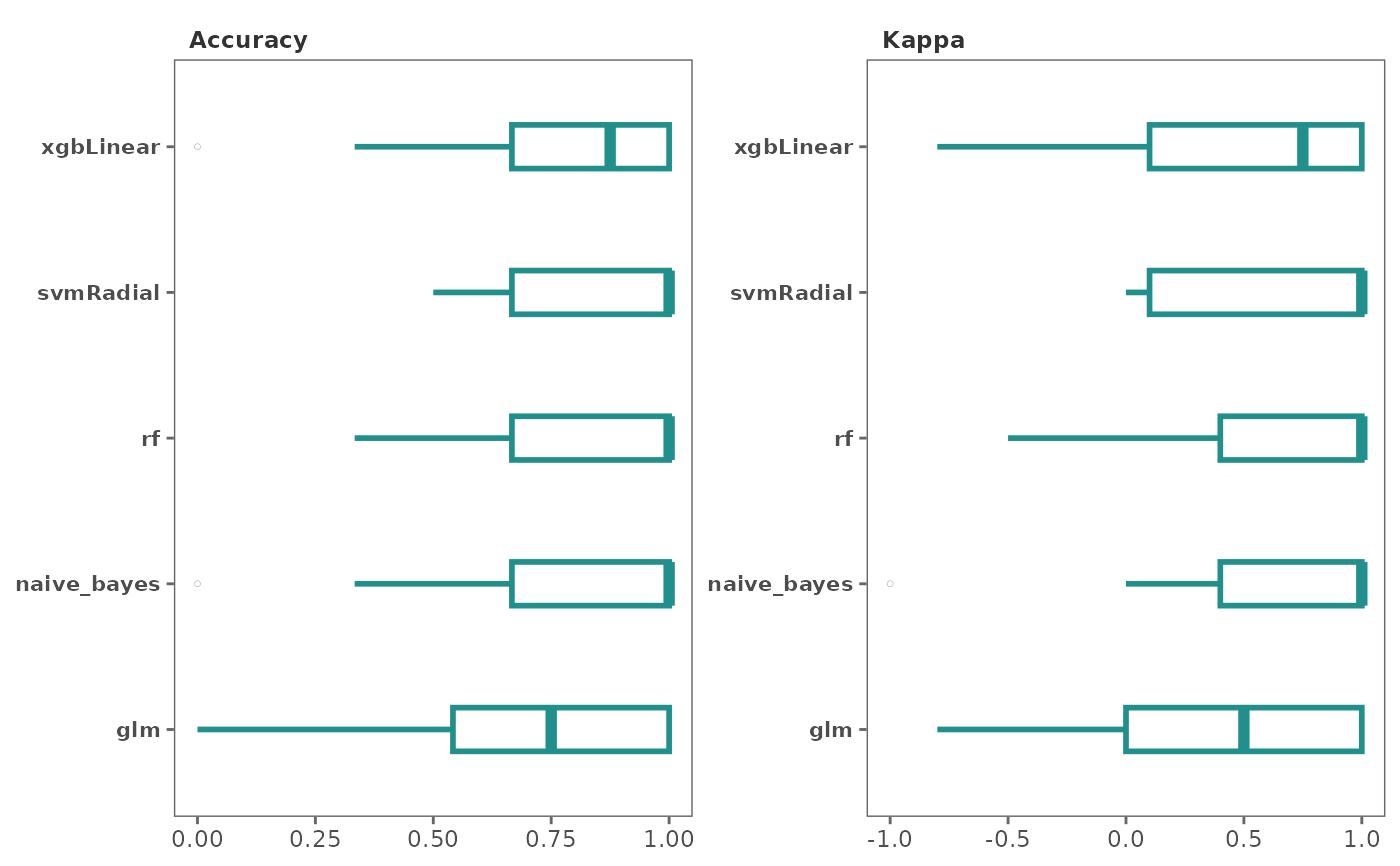 Accuracy
xgbLinear
svmRadial
rf
naive_bayes
glm
0.00 0.25 0.50 0.75 1.00
Kappa
xgbLinear
svmRadial
rf
naive_bayes
glm
-1.0 -0.5 0.0 0.5 1.0